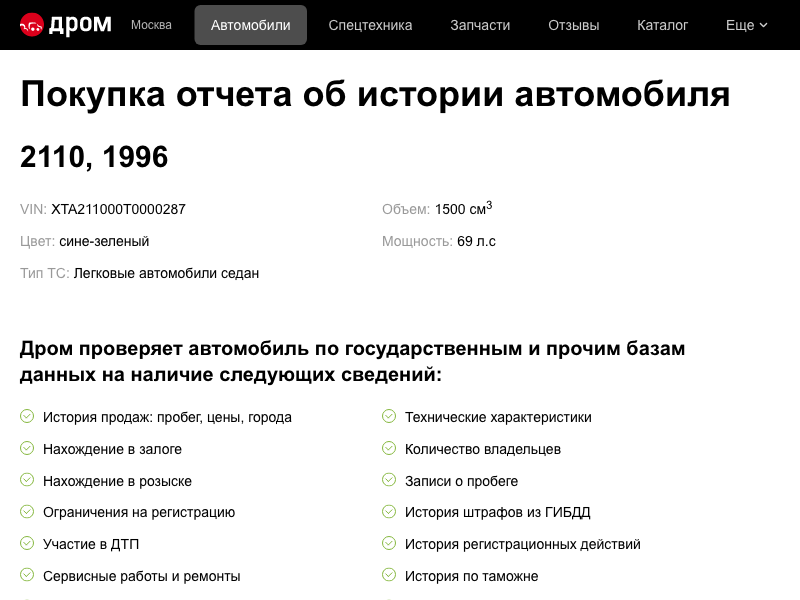 дром Москва Автомобили Спецтехника Запчасти Отзывы Каталог Еще
Покупка отчета об истории автомобиля
2110, 1996
VIN: XTA211000T0000287
Объем: 1500 см³
Цвет: сине-зеленый
Мощность: 69 л.с
Тип ТС: Легковые автомобили седан
Дром проверяет автомобиль по государственным и прочим базам
данных на наличие следующих сведений:
История продаж: пробег, цены, города
Технические характеристики
Нахождение в залоге
Количество владельцев
Нахождение в розыске
Записи о пробеге
Ограничения на регистрацию
История штрафов из ГИБДД
Участие в ДТП
История регистрационных действий
Сервисные работы и ремонты
История по таможне